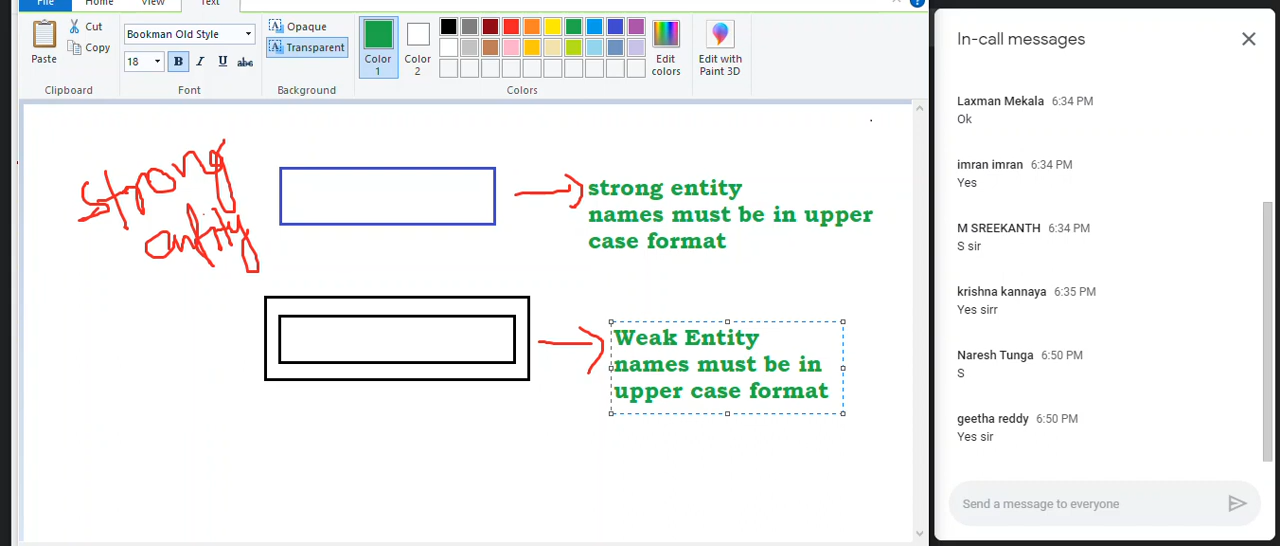 File Home View Text
Paste
Cut
Copy
Clipboard
Bookman Old Style
18 B I U abc
Font
Opaque
Transparent
Background
Color 1
Color 2
Edit colors
Colors
Edit with Paint 3D
strong
entity
strong entity
names must be in upper
case format
Weak Entity
names must be in
upper case format
In-call messages
Laxman Mekala 6:34 PM
Ok
imran imran 6:34 PM
Yes
M SREEKANTH 6:34 PM
S sir
krishna kannaya 6:35 PM
Yes sirr
Naresh Tunga 6:50 PM
S
geetha reddy 6:50 PM
Yes sir
Send a message to everyone